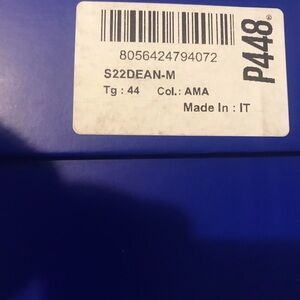 8056424794072
S22DEAN-M
Tg : 44 Col.: AMA
Made In : IT
P448®